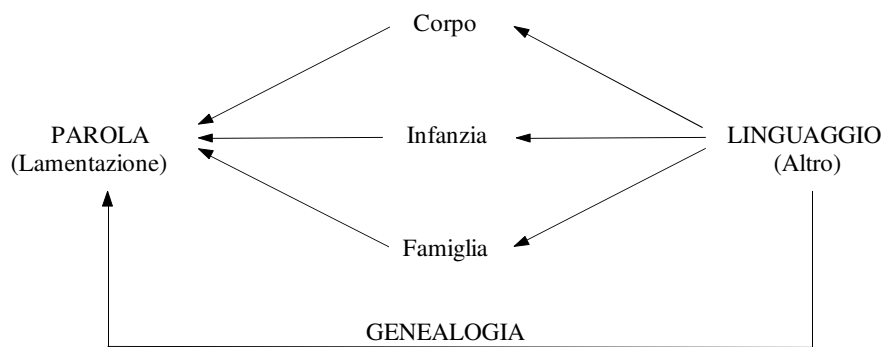 Corpo
PAROLA
(Lamentazione)
Infanzia
LINGUAGGIO
(Altro)
Famiglia
GENEALOGIA